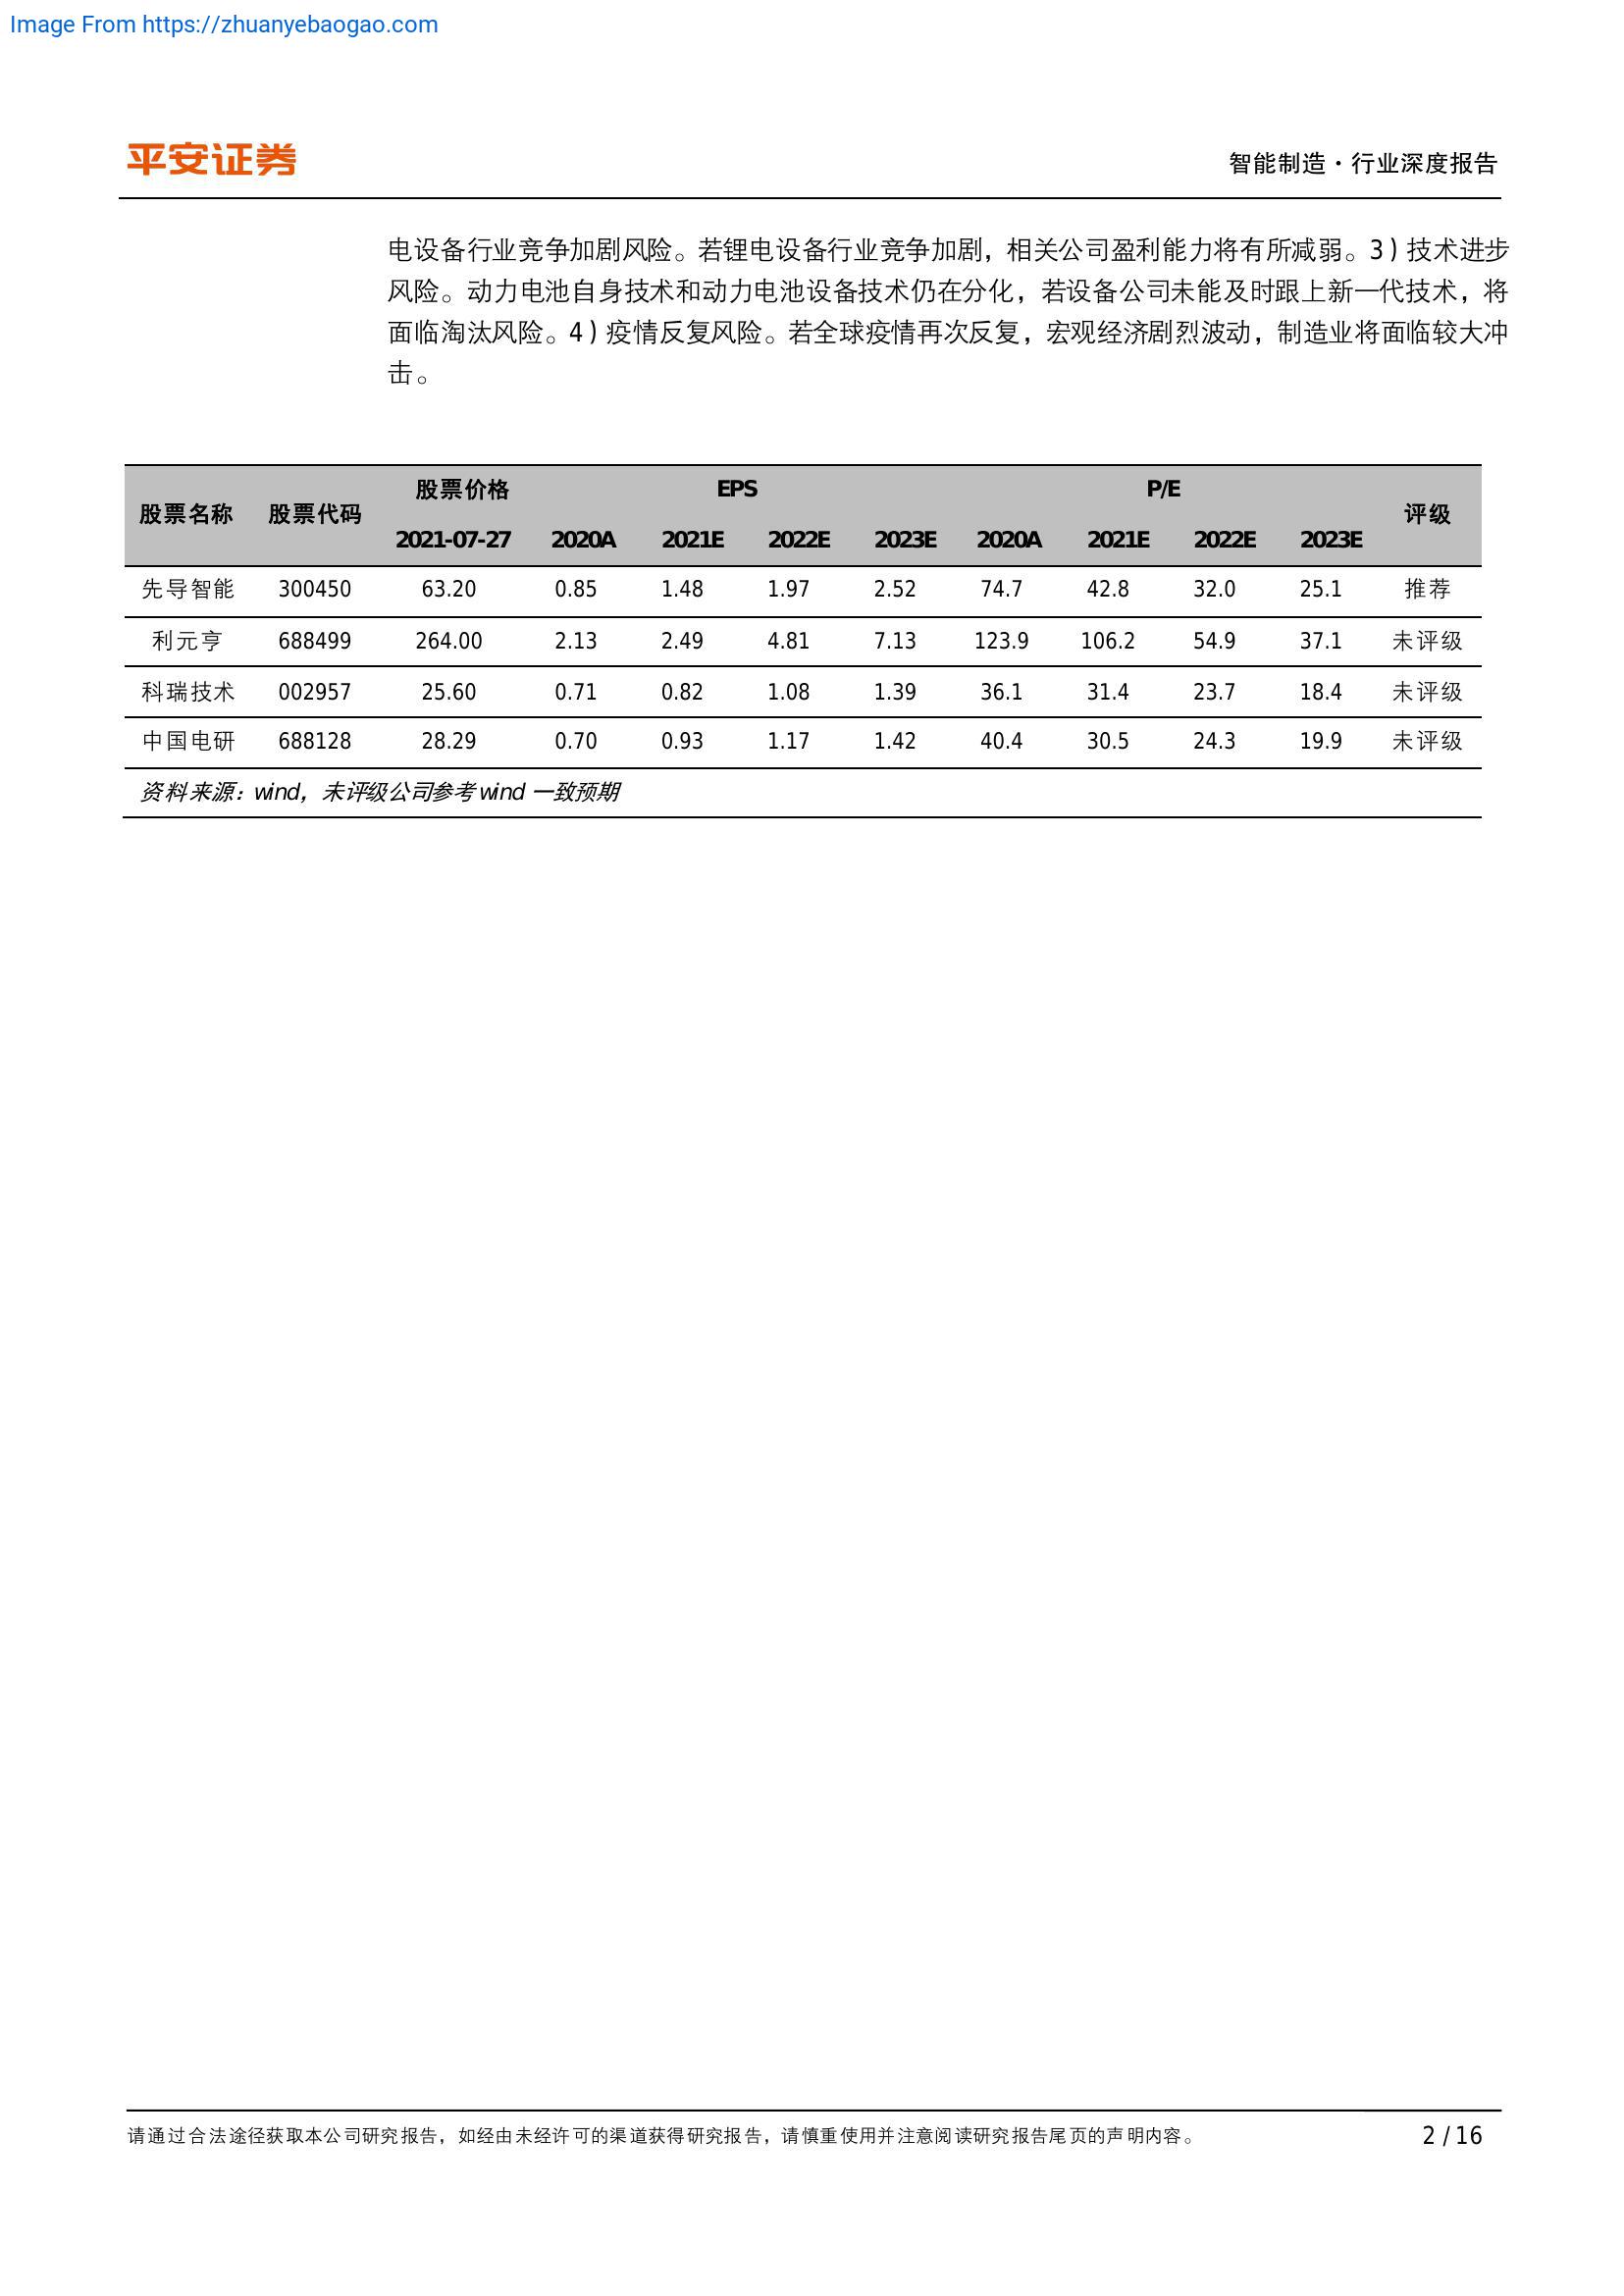 Image From https://zhuanyebaogao.com
平安证券
智能制造·行业深度报告
电设备行业竞争加剧风险。若锂电设备行业竞争加剧，相关公司盈利能力将有所减弱。3）技术进步
风险。动力电池自身技术和动力电池设备技术仍在分化，若设备公司未能及时跟上新一代技术，将
面临淘汰风险。4）疫情反复风险。若全球疫情再次反复，宏观经济剧烈波动，制造业将面临较大冲
击。
股票名称 股票代码 股票价格 EPS P/E 评级
2021-07-27 2020A 2021E 2022E 2023E 2020A 2021E 2022E 2023E
先导智能 300450 63.20 0.85 1.48 1.97 2.52 74.7 42.8 32.0 25.1 推荐
利元亨 688499 264.00 2.13 2.49 4.81 7.13 123.9 106.2 54.9 37.1 未评级
科瑞技术 002957 25.60 0.71 0.82 1.08 1.39 36.1 31.4 23.7 18.4 未评级
中国电研 688128 28.29 0.70 0.93 1.17 1.42 40.4 30.5 24.3 19.9 未评级
资料来源：wind，未评级公司参考 wind 一致预期
请通过合法途径获取本公司研究报告，如经由未经许可的渠道获得研究报告，请慎重使用并注意阅读研究报告尾页的声明内容。 2 / 16